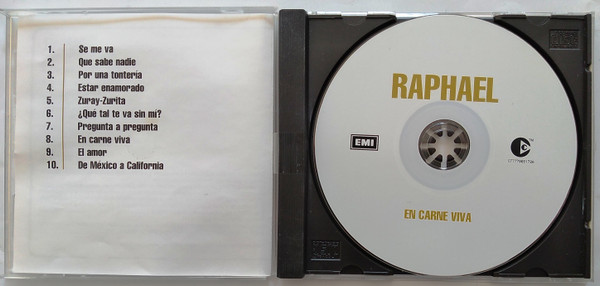 1. Se me va
2. Que sabe nadie
3. Por una tontería
4. Estar enamorado
5. Zuray-Zurita
6. ¿Qué tal te va sin mí?
7. Pregunta a pregunta
8. En carne viva
9. El amor
10. De México a California
RAPHAEL
EMI
EN CARNE VIVA